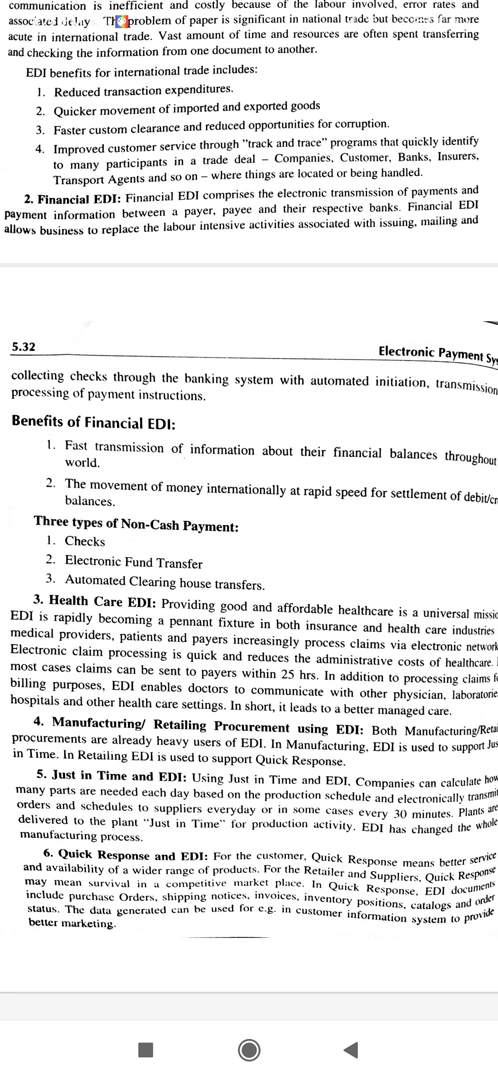 communication is inefficient and costly because of the labour involved, error rates and
associated delay The problem of paper is significant in national trade but becomes far more
acute in international trade. Vast amount of time and resources are often spent transferring
and checking the information from one document to another.
EDI benefits for international trade includes:
1. Reduced transaction expenditures.
2. Quicker movement of imported and exported goods
3. Faster custom clearance and reduced opportunities for corruption.
4. Improved customer service through "track and trace" programs that quickly identify
to many participants in a trade deal – Companies, Customer, Banks, Insurers,
Transport Agents and so on – where things are located or being handled.
2. Financial EDI: Financial EDI comprises the electronic transmission of payments and
payment information between a payer, payee and their respective banks. Financial EDI
allows business to replace the labour intensive activities associated with issuing, mailing and
5.32
Electronic Payment Sys
collecting checks through the banking system with automated initiation, transmission
processing of payment instructions.
Benefits of Financial EDI:
1. Fast transmission of information about their financial balances throughout
world.
2. The movement of money internationally at rapid speed for settlement of debit/cr
balances.
Three types of Non-Cash Payment:
1. Checks
2. Electronic Fund Transfer
3. Automated Clearing house transfers.
3. Health Care EDI: Providing good and affordable healthcare is a universal missio
EDI is rapidly becoming a pennant fixture in both insurance and health care industries
medical providers, patients and payers increasingly process claims via electronic network
Electronic claim processing is quick and reduces the administrative costs of healthcare.
most cases claims can be sent to payers within 25 hrs. In addition to processing claims fo
billing purposes, EDI enables doctors to communicate with other physician, laboratorie
hospitals and other health care settings. In short, it leads to a better managed care.
4. Manufacturing/ Retailing Procurement using EDI: Both Manufacturing/Retai
procurements are already heavy users of EDI. In Manufacturing, EDI is used to support Jus
in Time. In Retailing EDI is used to support Quick Response.
5. Just in Time and EDI: Using Just in Time and EDI, Companies can calculate how
many parts are needed each day based on the production schedule and electronically transmit
orders and schedules to suppliers everyday or in some cases every 30 minutes. Plants are
delivered to the plant "Just in Time" for production activity. EDI has changed the whole
manufacturing process.
6. Quick Response and EDI: For the customer, Quick Response means better service
and availability of a wider range of products. For the Retailer and Suppliers, Quick Response
may mean survival in a competitive market place. In Quick Response, EDI documents
include purchase Orders, shipping notices, invoices, inventory positions, catalogs and order
status. The data generated can be used for e.g. in customer information system to provide
better marketing.